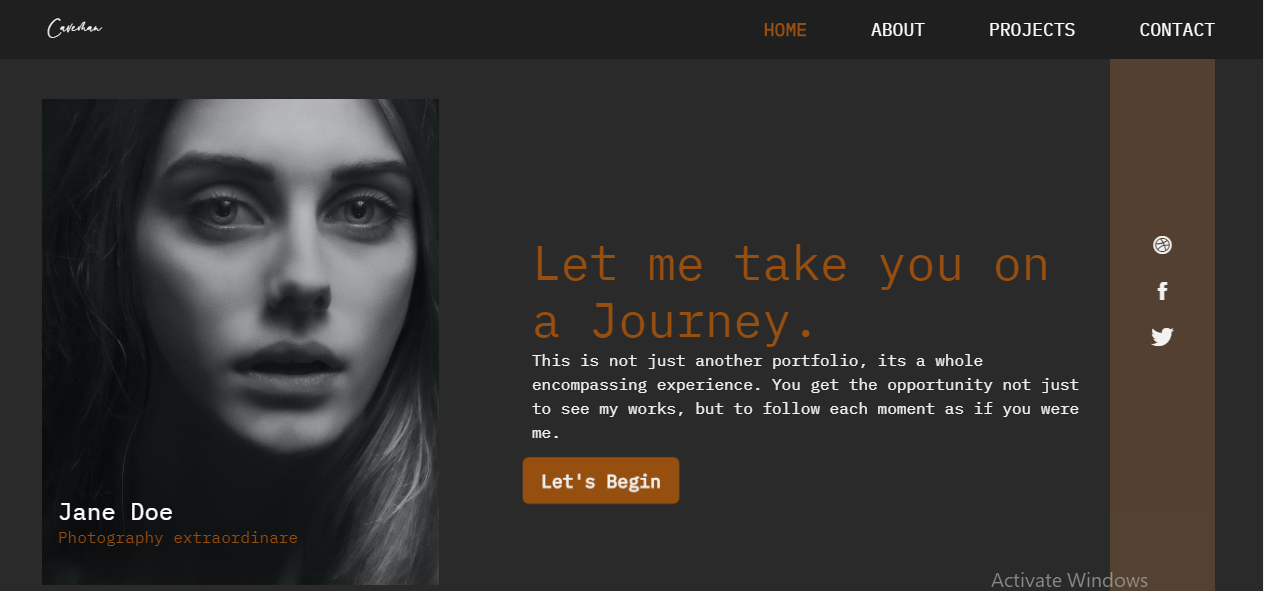 Caveman
HOME ABOUT PROJECTS CONTACT
Let me take you on
a Journey.
This is not just another portfolio, its a whole
encompassing experience. You get the opportunity not just
to see my works, but to follow each moment as if you were
me.
Let's Begin
Jane Doe
Photography extraordinare
Activate Windows